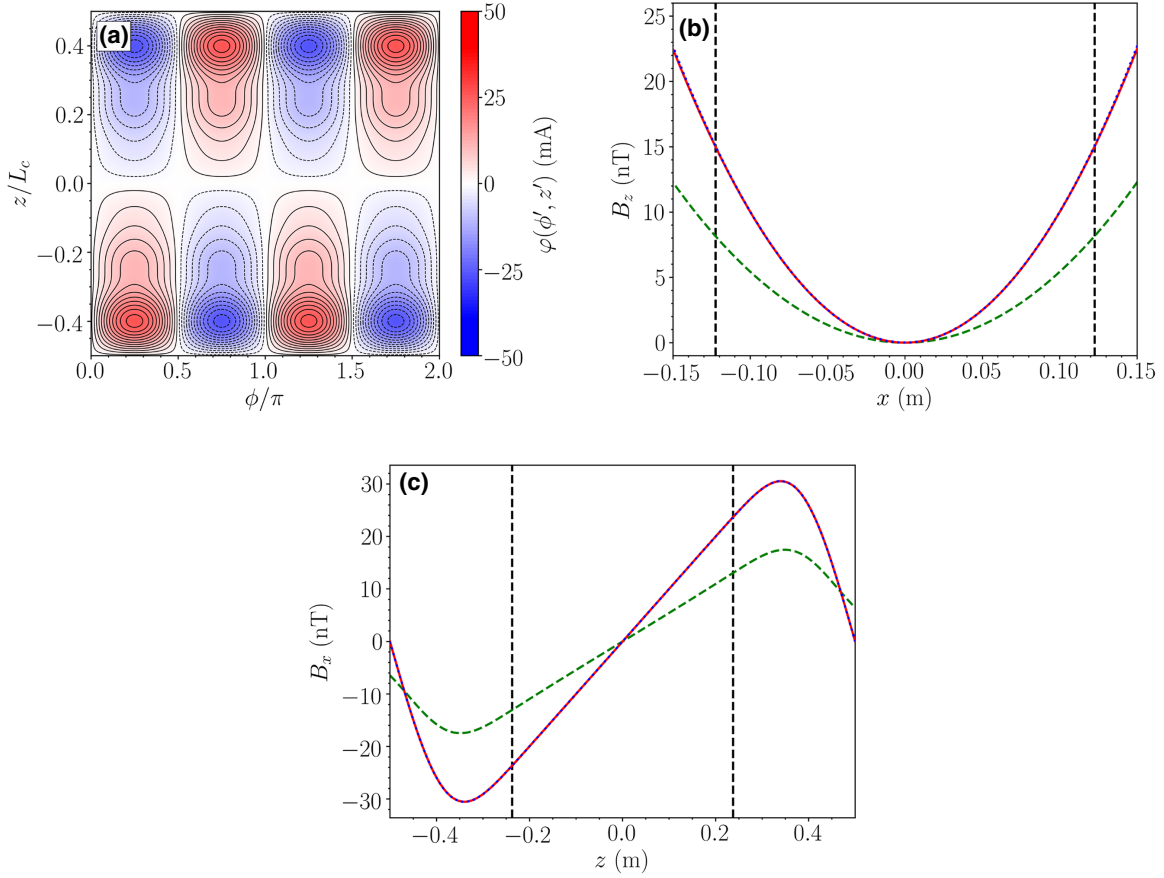 (a)
0.4
0.2
0.0
−0.2
−0.4
z/L_c
0.0 0.5 1.0 1.5 2.0
ϕ/π
50
25
0
−25
−50
φ(ϕ′, z′) (mA)
(b)
25
20
15
10
5
0
B_z (nT)
−0.15 −0.10 −0.05 0.00 0.05 0.10 0.15
x (m)
(c)
30
20
10
0
−10
−20
−30
B_x (nT)
−0.4 −0.2 0.0 0.2 0.4
z (m)